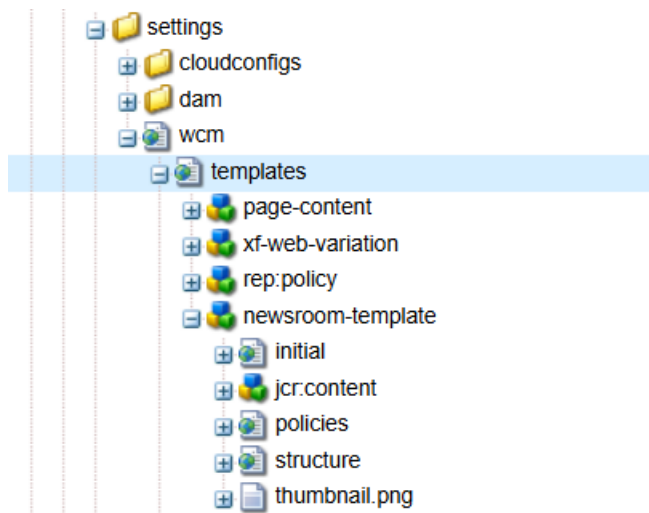 settings
cloudconfigs
dam
wcm
templates
page-content
xf-web-variation
rep:policy
newsroom-template
initial
jcr:content
policies
structure
thumbnail.png